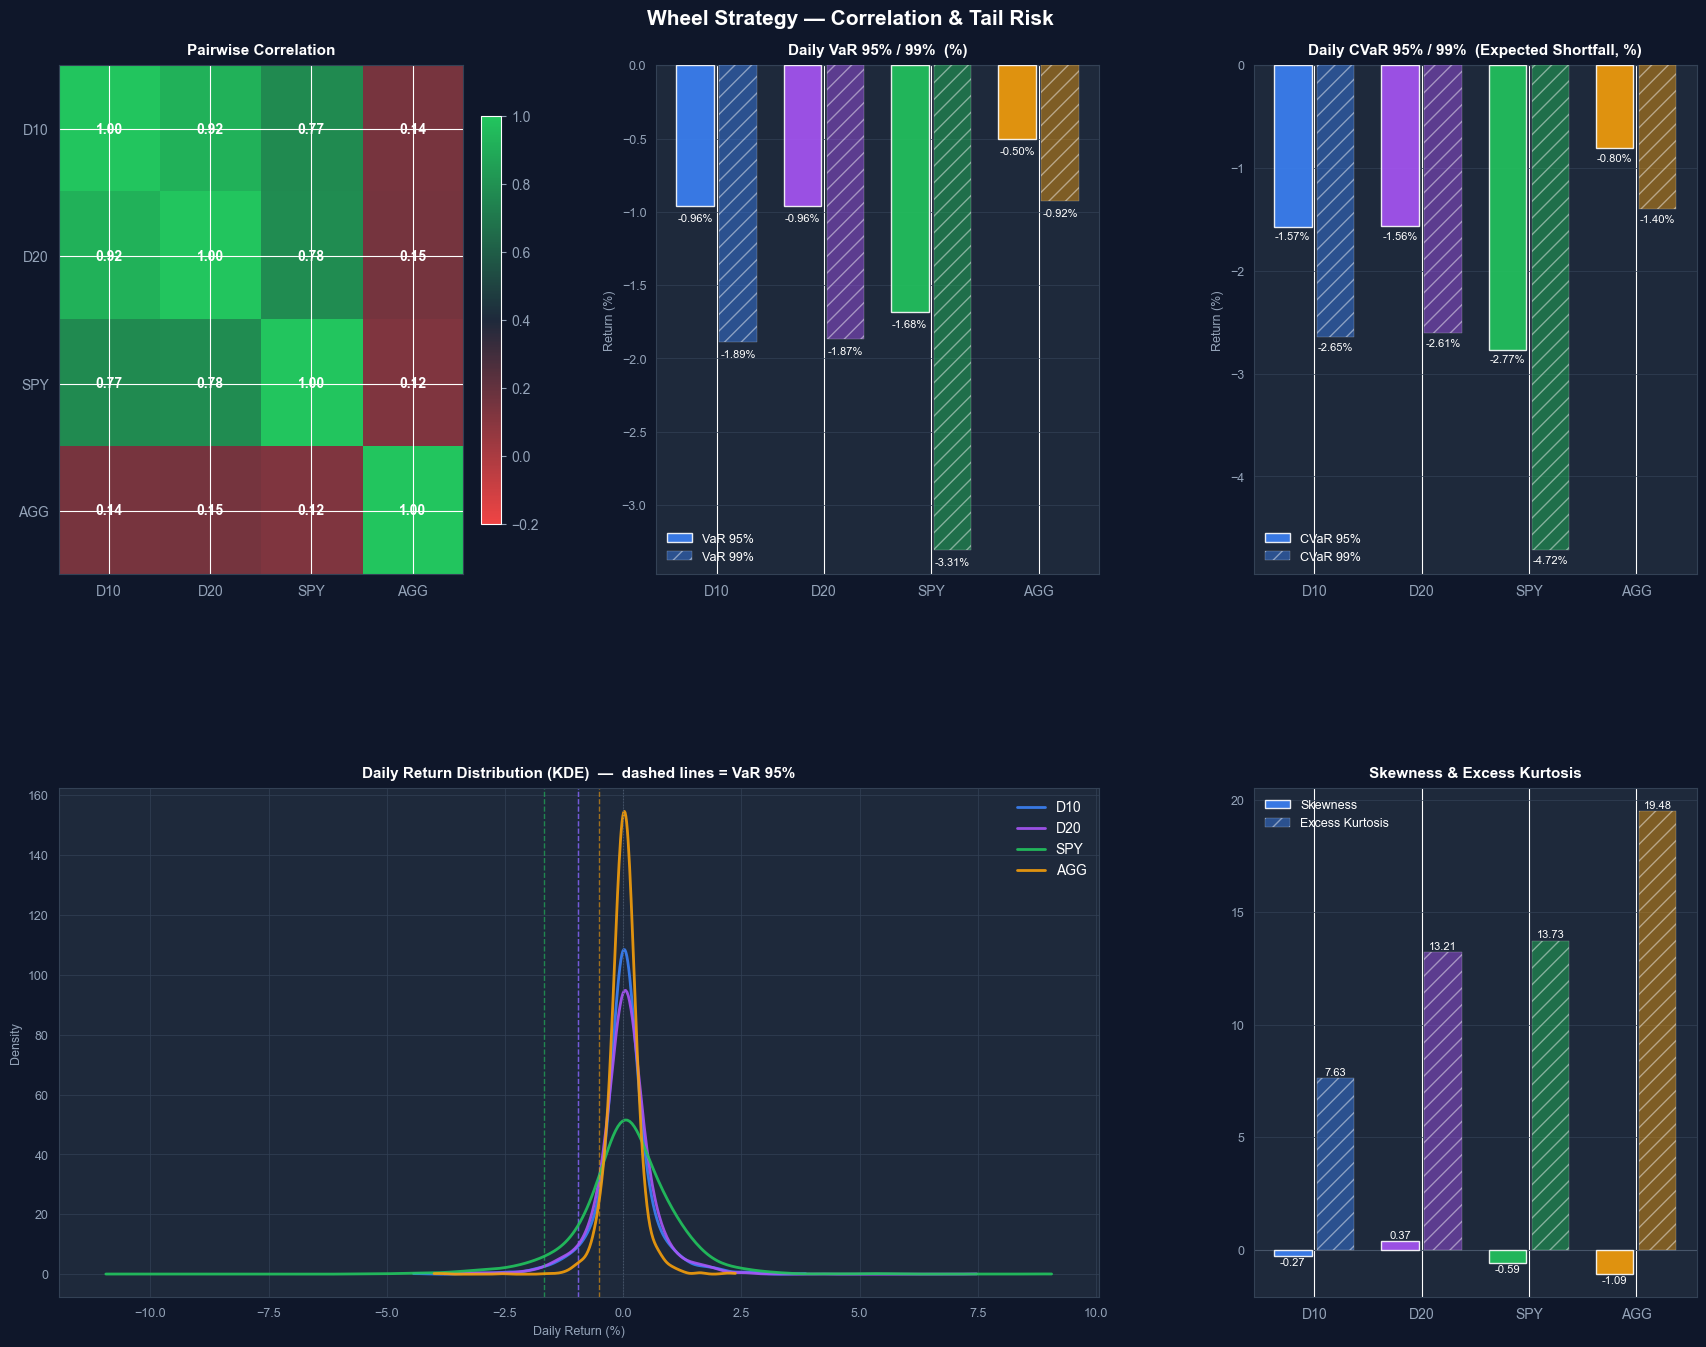 Wheel Strategy — Correlation & Tail Risk
Pairwise Correlation
D10
D20
SPY
AGG
1.00 0.92 0.77 0.14
0.92 1.00 0.78 0.15
0.77 0.78 1.00 0.12
0.14 0.15 0.12 1.00
D10 D20 SPY AGG
1.0
0.8
0.6
0.4
0.2
0.0
−0.2
Daily VaR 95% / 99% (%)
Return (%)
0.0
−0.5
−1.0
−1.5
−2.0
−2.5
−3.0
-0.96%
-1.89%
-0.96%
-1.87%
-1.68%
-3.31%
-0.50%
-0.92%
VaR 95%
VaR 99%
D10 D20 SPY AGG
Daily CVaR 95% / 99% (Expected Shortfall, %)
Return (%)
0
−1
−2
−3
−4
-1.57%
-2.65%
-1.56%
-2.61%
-2.77%
-4.72%
-0.80%
-1.40%
CVaR 95%
CVaR 99%
D10 D20 SPY AGG
Daily Return Distribution (KDE) — dashed lines = VaR 95%
Density
160
140
120
100
80
60
40
20
0
D10
D20
SPY
AGG
−10.0 −7.5 −5.0 −2.5 0.0 2.5 5.0 7.5 10.0
Daily Return (%)
Skewness & Excess Kurtosis
20
15
10
5
0
Skewness
Excess Kurtosis
-0.27
7.63
0.37
13.21
-0.59
13.73
-1.09
19.48
D10 D20 SPY AGG